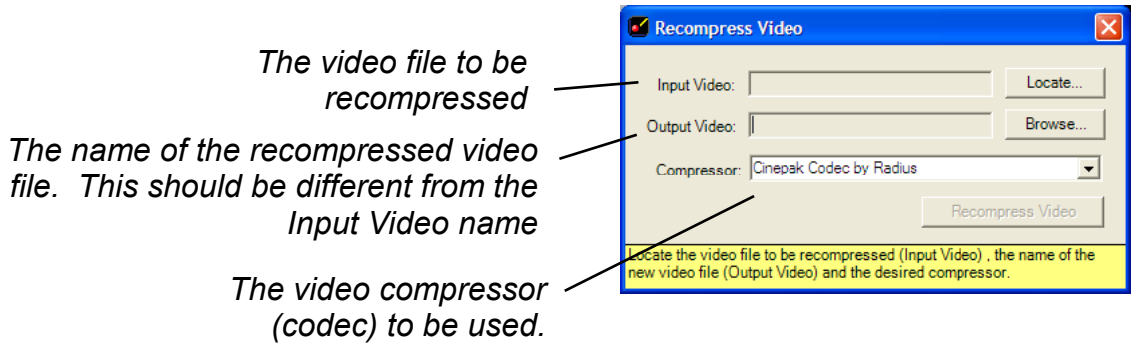 The video file to be
recompressed
The name of the recompressed video
file.  This should be different from the
Input Video name
The video compressor
(codec) to be used.
Recompress Video
Input Video:
Locate...
Output Video:
Browse...
Compressor:
Cinepak Codec by Radius
Recompress Video
Locate the video file to be recompressed (Input Video) , the name of the
new video file (Output Video) and the desired compressor.